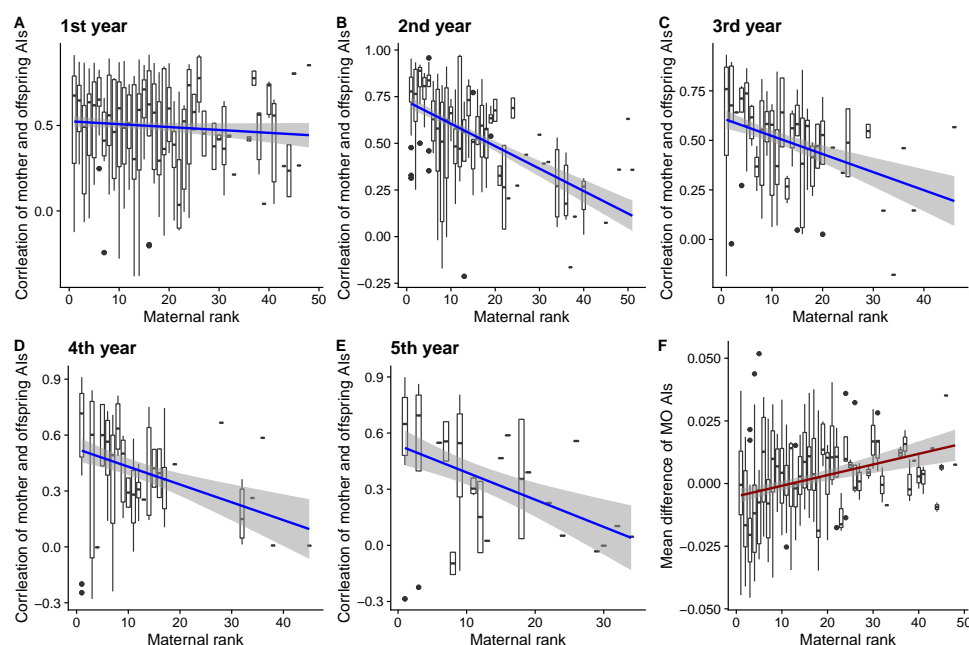 A 1st year
Corrleation of mother and offspring AIs
0.5
0.0
0 10 20 30 40 50
Maternal rank
B 2nd year
Corrleation of mother and offspring AIs
1.00
0.75
0.50
0.25
0.00
−0.25
0 10 20 30 40 50
Maternal rank
C 3rd year
Corrleation of mother and offspring AIs
0.75
0.50
0.25
0.00
0 10 20 30 40
Maternal rank
D 4th year
Corrleation of mother and offspring AIs
0.9
0.6
0.3
0.0
−0.3
0 10 20 30 40
Maternal rank
E 5th year
Corrleation of mother and offspring AIs
0.9
0.6
0.3
0.0
−0.3
0 10 20 30
Maternal rank
F
Mean difference of MO AIs
0.050
0.025
0.000
−0.025
−0.050
0 10 20 30 40 50
Maternal rank